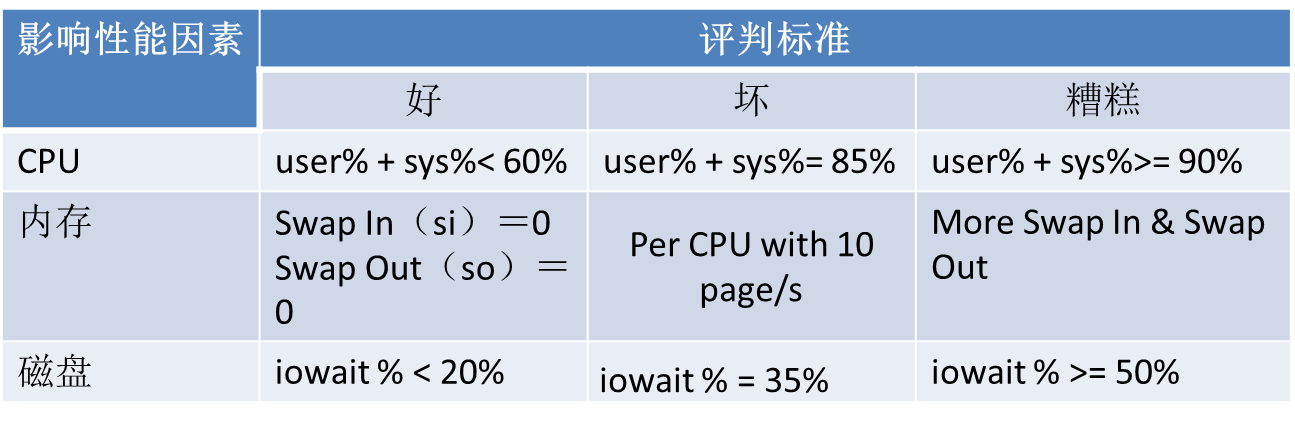 影响性能因素
评判标准
好
坏
糟糕
CPU
user% + sys%< 60%
user% + sys%= 85%
user% + sys%>= 90%
内存
Swap In（si）＝0
Swap Out（so）＝
0
Per CPU with 10
page/s
More Swap In & Swap
Out
磁盘
iowait % < 20%
iowait % = 35%
iowait % >= 50%